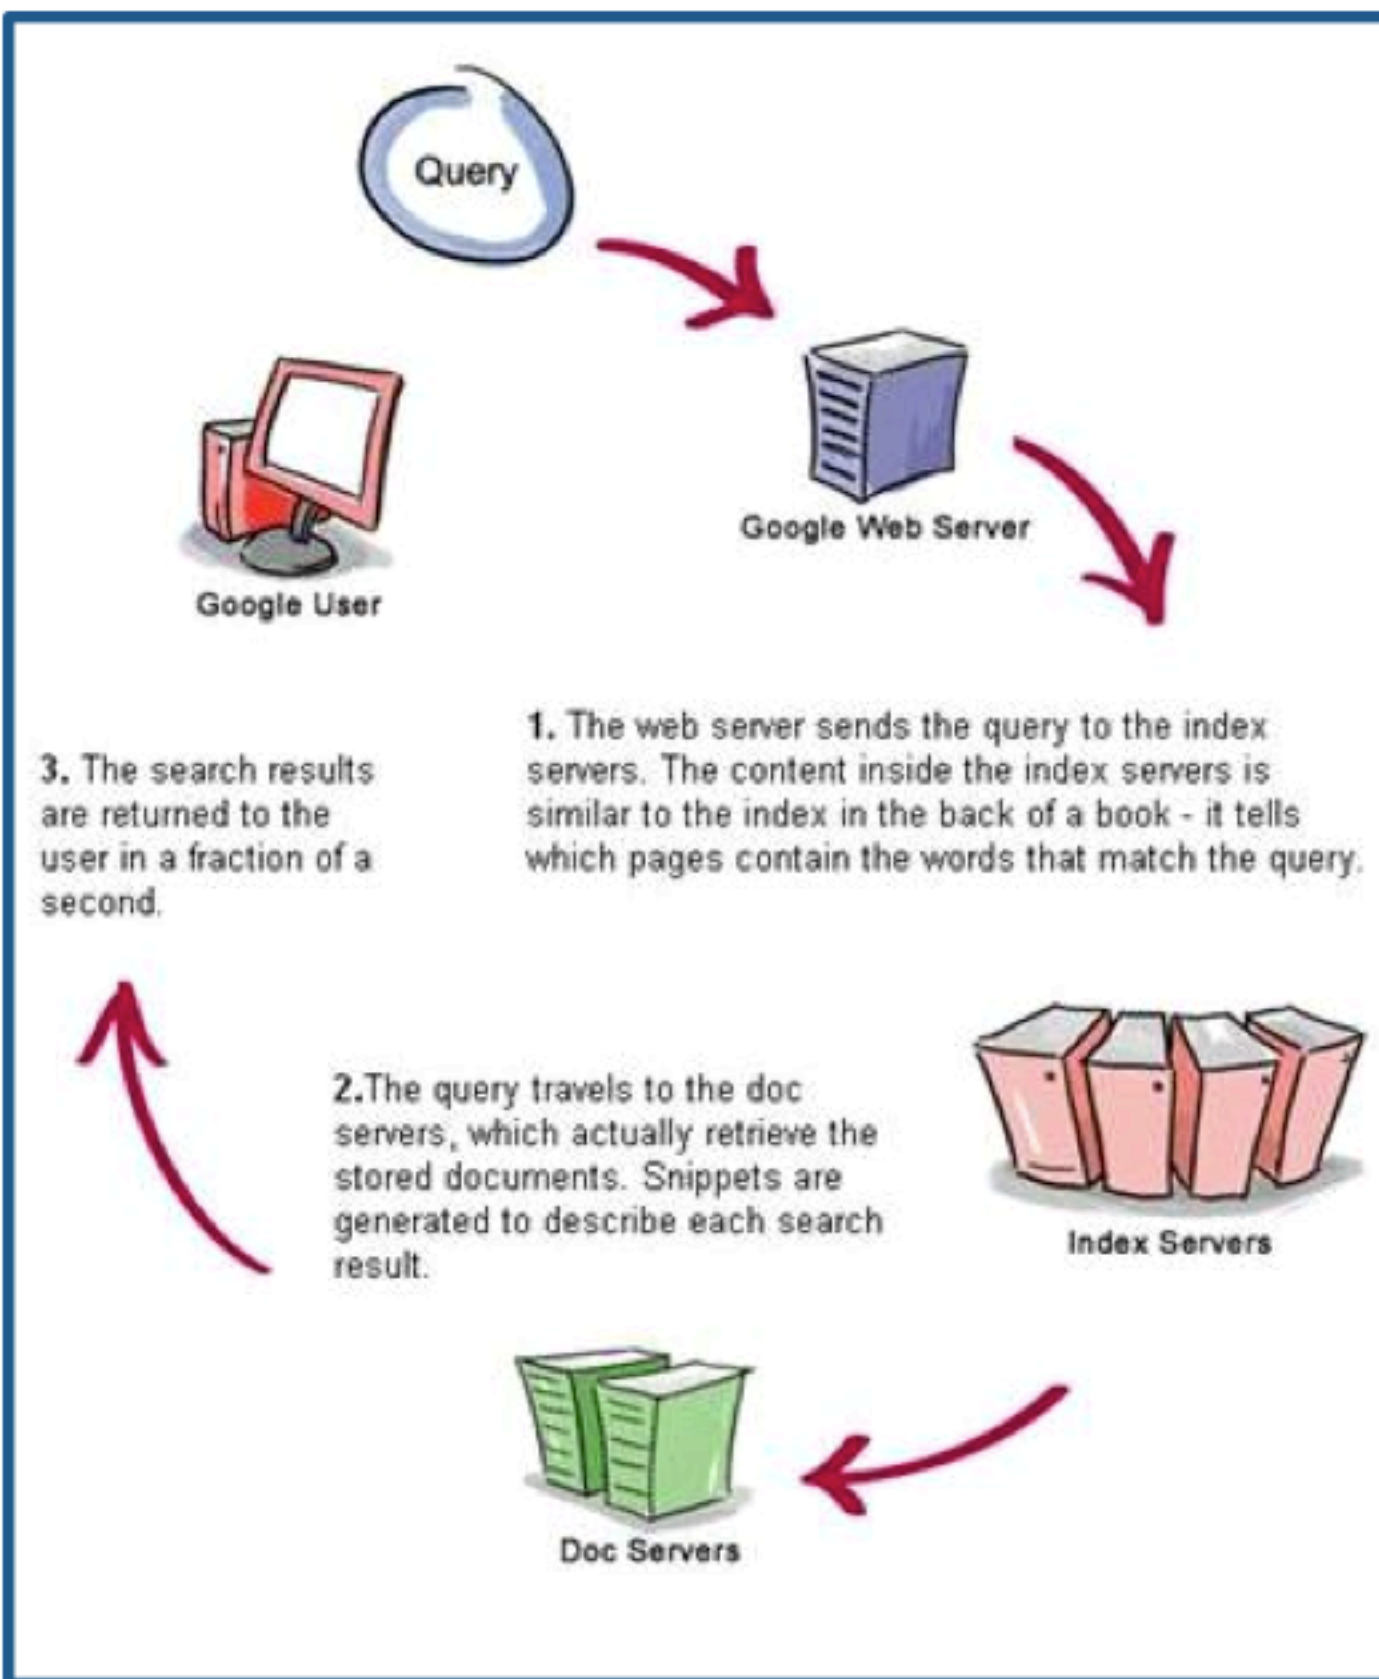 Query
Google Web Server
Google User
1. The web server sends the query to the index
servers. The content inside the index servers is
similar to the index in the back of a book - it tells
which pages contain the words that match the query.
3. The search results
are returned to the
user in a fraction of a
second.
2.The query travels to the doc
servers, which actually retrieve the
stored documents. Snippets are
generated to describe each search
result.
Index Servers
Doc Servers